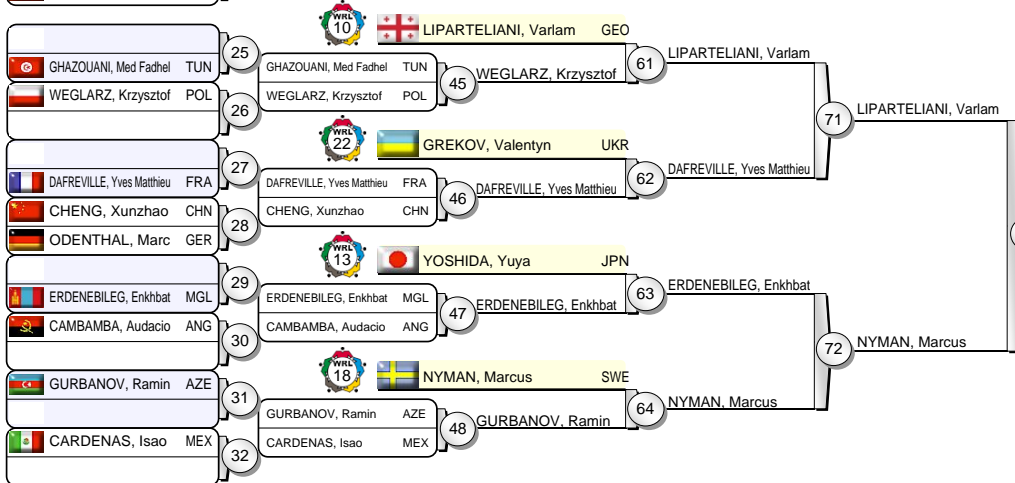 WRL
10
LIPARTELIANI, Varlam GEO
25
GHAZOUANI, Med Fadhel TUN
WEGLARZ, Krzysztof POL
26
GHAZOUANI, Med Fadhel TUN
WEGLARZ, Krzysztof POL
45
WEGLARZ, Krzysztof
61
LIPARTELIANI, Varlam
WRL
22
GREKOV, Valentyn UKR
27
DAFREVILLE, Yves Matthieu FRA
CHENG, Xunzhao CHN
28
ODENTHAL, Marc GER
DAFREVILLE, Yves Matthieu FRA
CHENG, Xunzhao CHN
46
DAFREVILLE, Yves Matthieu
62
DAFREVILLE, Yves Matthieu
71
LIPARTELIANI, Varlam
WRL
13
YOSHIDA, Yuya JPN
29
ERDENEBILEG, Enkhbat MGL
CAMBAMBA, Audacio ANG
30
ERDENEBILEG, Enkhbat MGL
CAMBAMBA, Audacio ANG
47
ERDENEBILEG, Enkhbat
63
ERDENEBILEG, Enkhbat
WRL
18
NYMAN, Marcus SWE
GURBANOV, Ramin AZE
31
CARDENAS, Isao MEX
32
GURBANOV, Ramin AZE
CARDENAS, Isao MEX
48
GURBANOV, Ramin
64
NYMAN, Marcus
72
NYMAN, Marcus